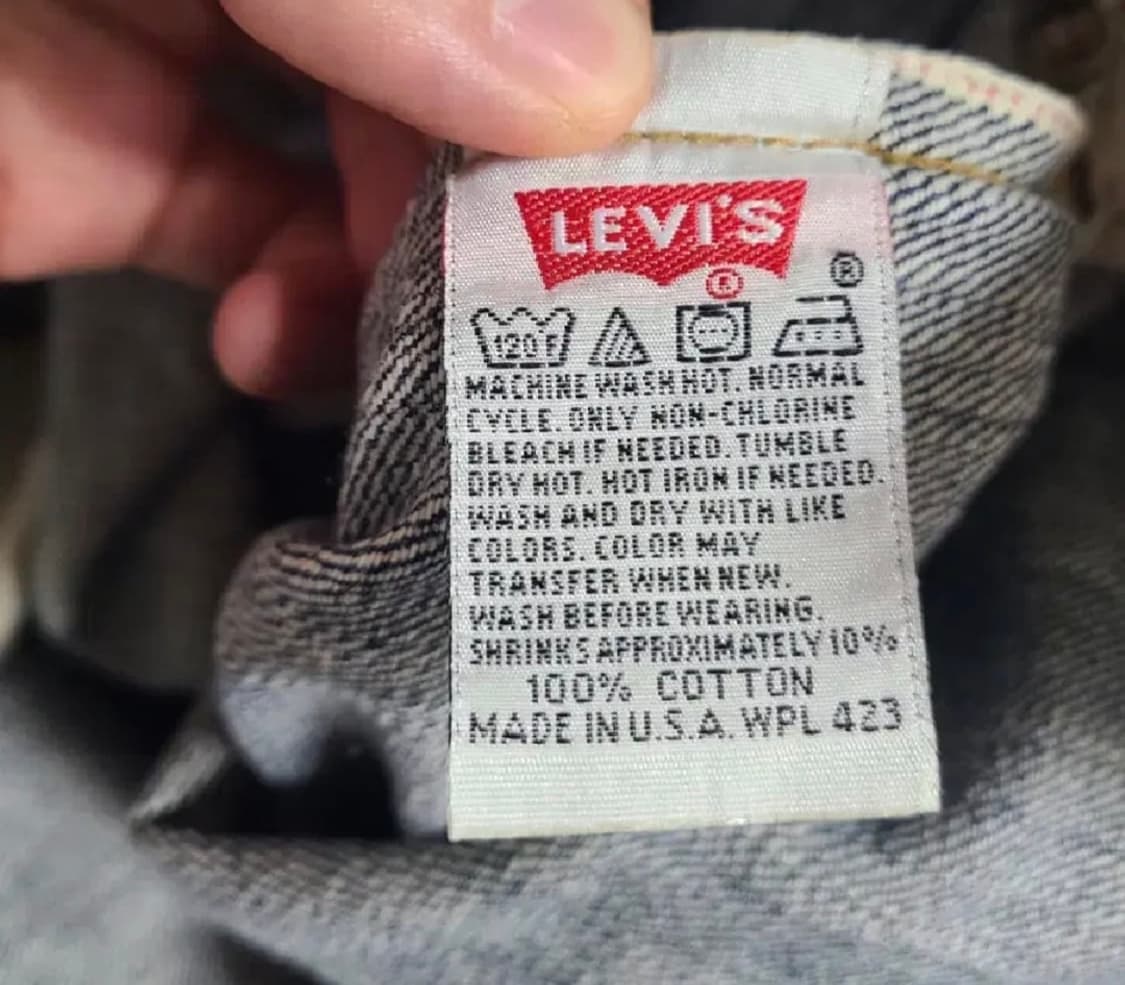 LEVI'S
®
®
120 F
MACHINE WASH HOT. NORMAL
CYCLE. ONLY NON-CHLORINE
BLEACH IF NEEDED. TUMBLE
DRY HOT. HOT IRON IF NEEDED.
WASH AND DRY WITH LIKE
COLORS. COLOR MAY
TRANSFER WHEN NEW.
WASH BEFORE WEARING.
SHRINKS APPROXIMATELY 10%
100% COTTON
MADE IN U.S.A. WPL 423